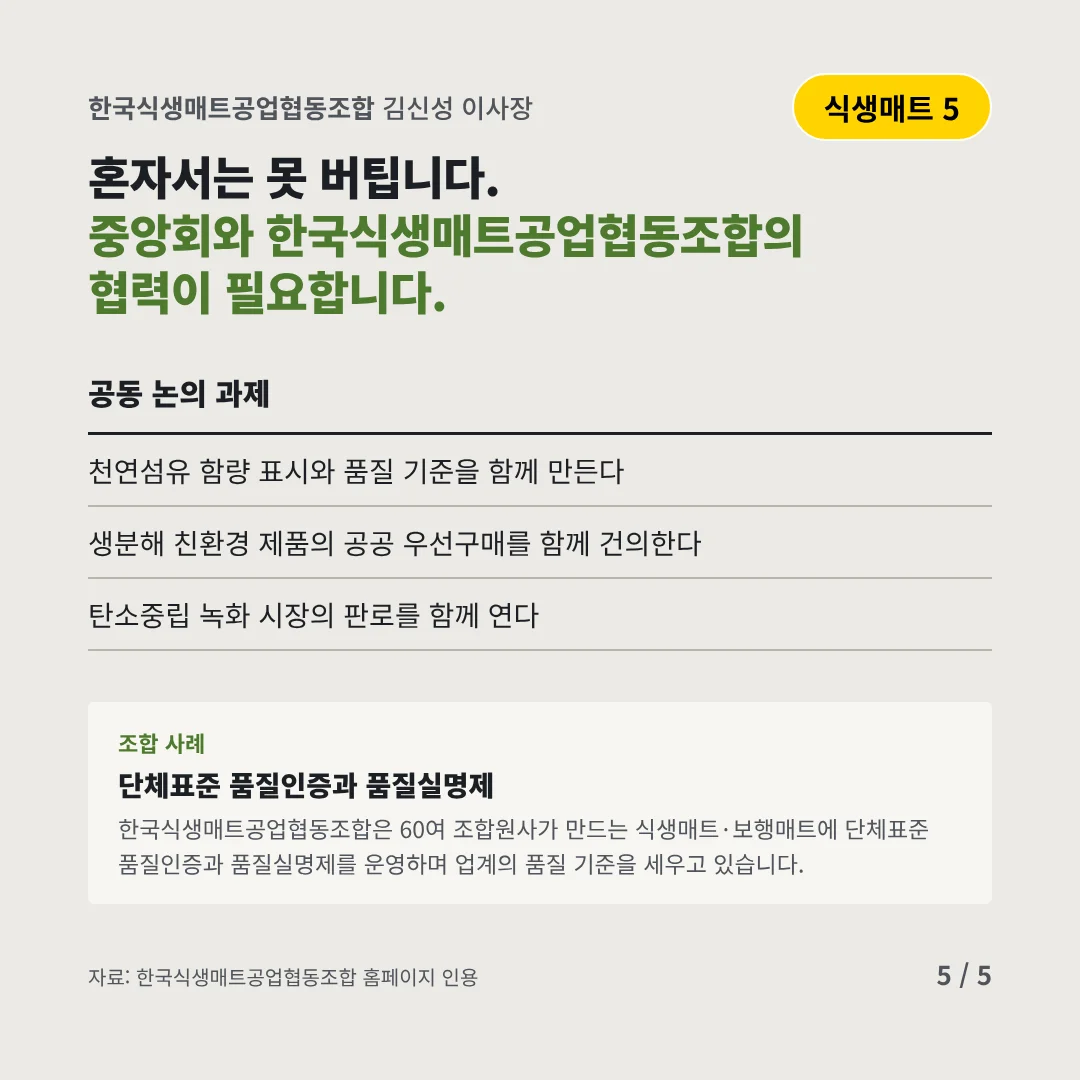 한국식생매트공업협동조합 김신성 이사장
식생매트 5
혼자서는 못 버팁니다.
중앙회와 한국식생매트공업협동조합의
협력이 필요합니다.
공동 논의 과제
천연섬유 함량 표시와 품질 기준을 함께 만든다
생분해 친환경 제품의 공공 우선구매를 함께 건의한다
탄소중립 녹화 시장의 판로를 함께 연다
조합 사례
단체표준 품질인증과 품질실명제
한국식생매트공업협동조합은 60여 조합원사가 만드는 식생매트·보행매트에 단체표준
품질인증과 품질실명제를 운영하며 업계의 품질 기준을 세우고 있습니다.
자료: 한국식생매트공업협동조합 홈페이지 인용
5 / 5